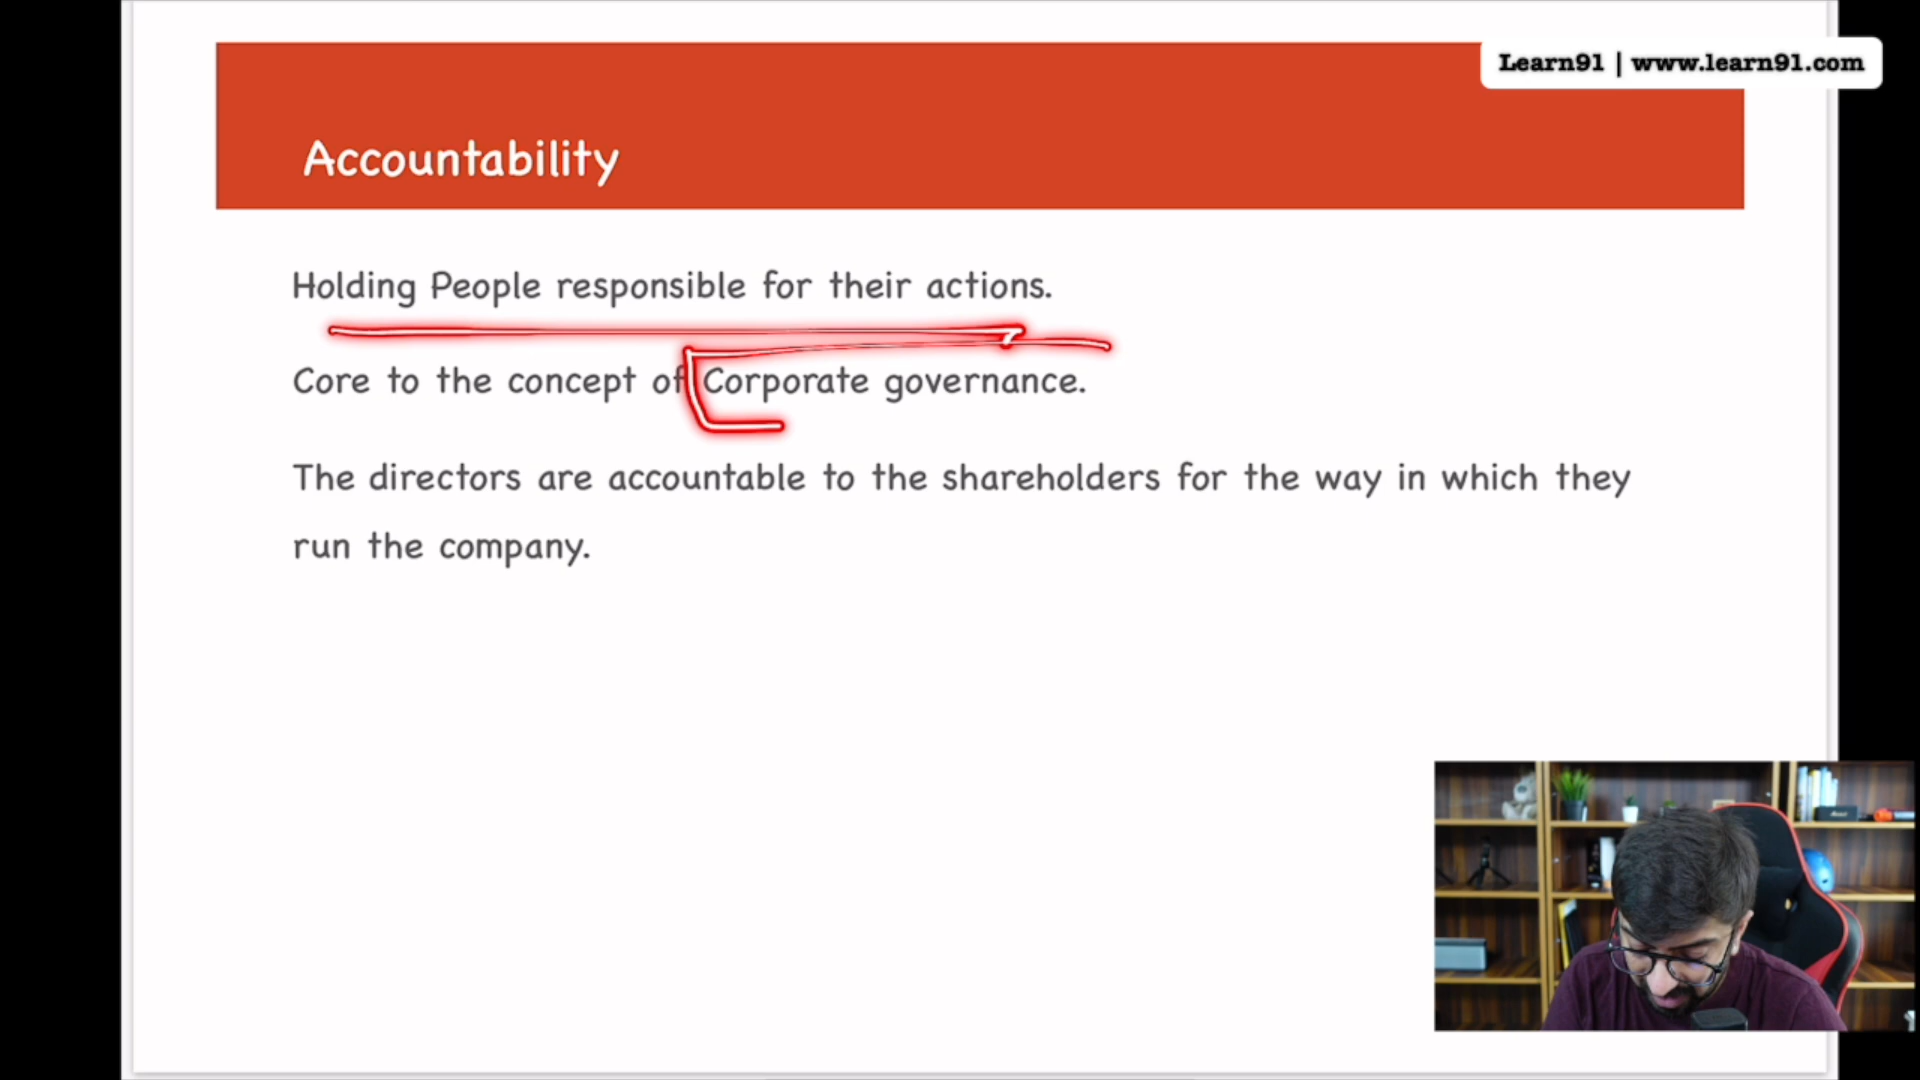 Learn91 | www.learn91.com
Accountability
Holding People responsible for their actions.
Core to the concept of Corporate governance.
The directors are accountable to the shareholders for the way in which they
run the company.